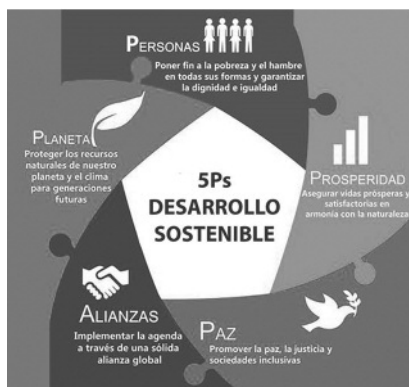 PERSONAS
Poner fin a la pobreza y el hambre
en todas sus formas y garantizar
la dignidad e igualdad
PLANETA
Proteger los recursos
naturales de nuestro
planeta y el clima
para generaciones
futuras
PROSPERIDAD
Asegurar vidas prósperas y
satisfactorias en
armonía con la naturaleza
5Ps
DESARROLLO
SOSTENIBLE
ALIANZAS
Implementar la agenda
a través de una sólida
alianza global
PAZ
Promover la paz, la justicia y
sociedades inclusivas